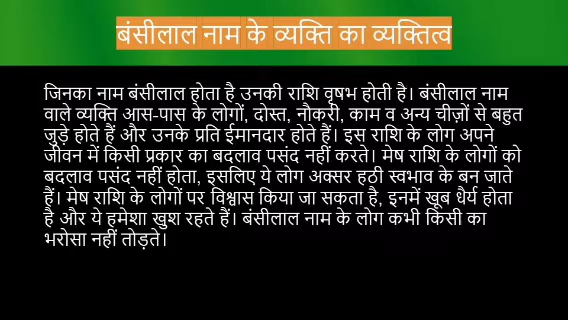 बंसीलाल नाम के व्यक्ति का व्यक्तित्व
जिनका नाम बंसीलाल होता है उनकी राशि वृषभ होती है। बंसीलाल नाम
वाले व्यक्ति आस-पास के लोगों, दोस्त, नौकरी, काम व अन्य चीज़ों से बहुत
जुड़े होते हैं और उनके प्रति ईमानदार होते हैं। इस राशि के लोग अपने
जीवन में किसी प्रकार का बदलाव पसंद नहीं करते। मेष राशि के लोगों को
बदलाव पसंद नहीं होता, इसलिए ये लोग अक्सर हठी स्वभाव के बन जाते
हैं। मेष राशि के लोगों पर विश्वास किया जा सकता है, इनमें खूब धैर्य होता
है और ये हमेशा खुश रहते हैं। बंसीलाल नाम के लोग कभी किसी का
भरोसा नहीं तोड़ते।